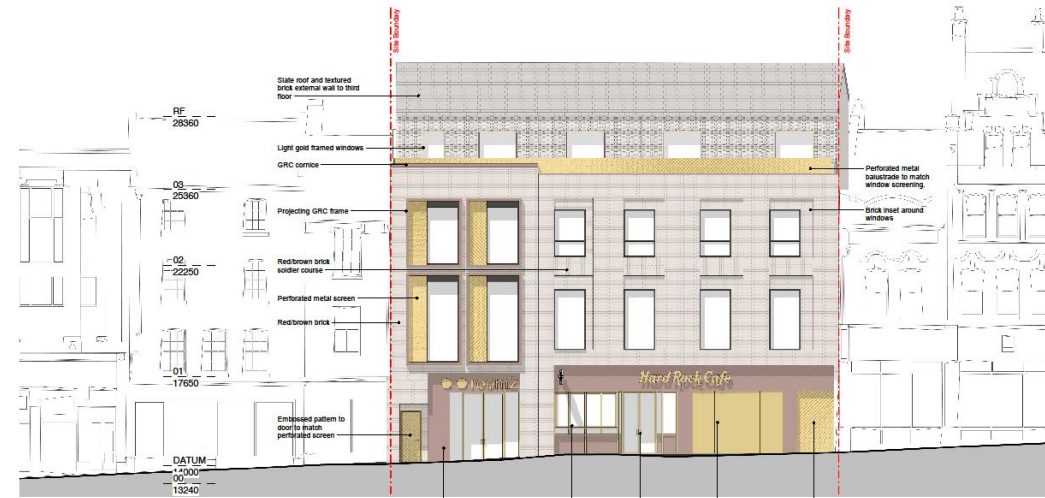 Site Boundary
Site Boundary
Slate roof and textured
brick external wall to third
floor
RF
28360
Light gold framed windows
GRC cornice
Perforated metal
balustrade to match
window screening.
03
25360
Projecting GRC frame
Brick inset around
windows
02
22250
Red/brown brick
soldier course
Perforated metal screen
Red/brown brick
01
17650
roomz
Hard Rock Cafe
Embossed pattern to
door to match
perforated screen
DATUM
14000
00
13240